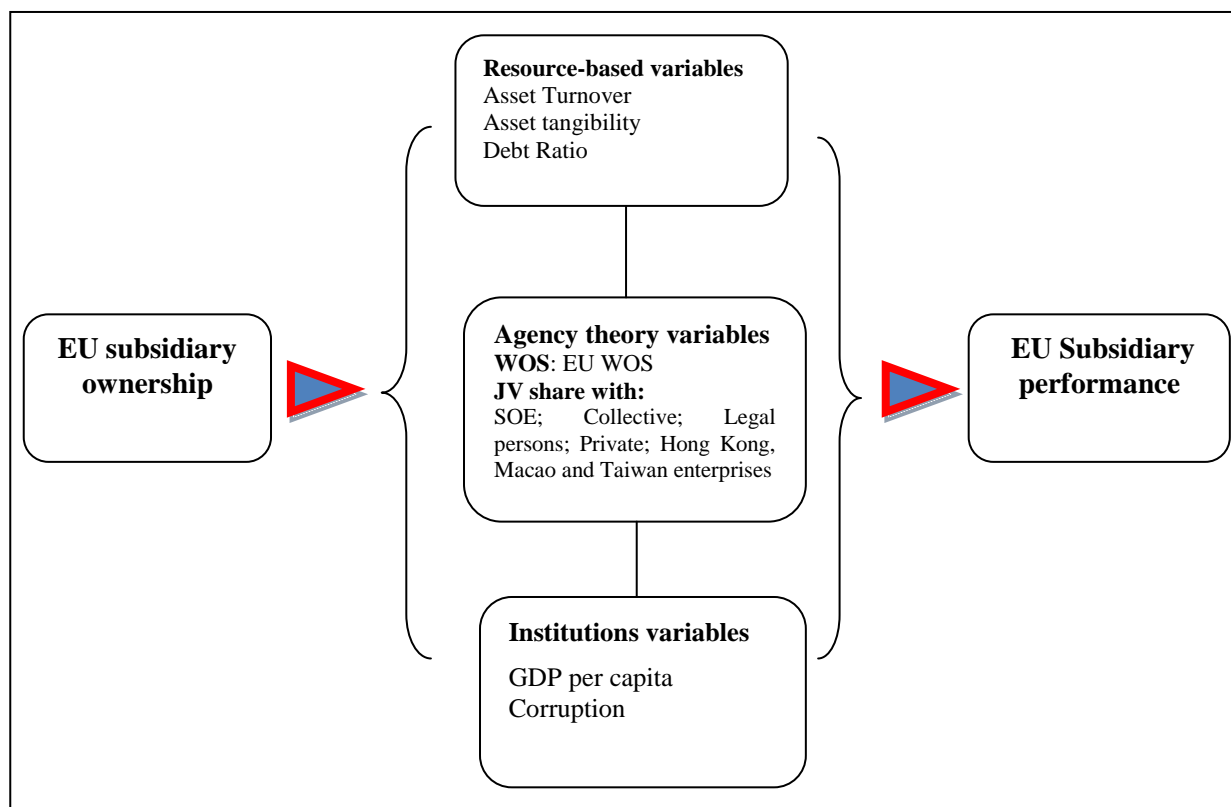 Resource-based variables
Asset Turnover
Asset tangibility
Debt Ratio
EU subsidiary
ownership
Agency theory variables
WOS: EU WOS
JV share with:
SOE; Collective; Legal
persons; Private; Hong Kong,
Macao and Taiwan enterprises
EU Subsidiary
performance
Institutions variables
GDP per capita
Corruption